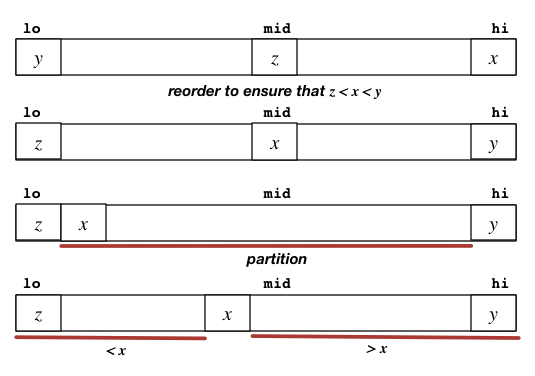 lo mid hi
y z x
reorder to ensure that z < x < y
lo mid hi
z x y
lo mid hi
z x y
partition
lo mid hi
z x y
< x > x